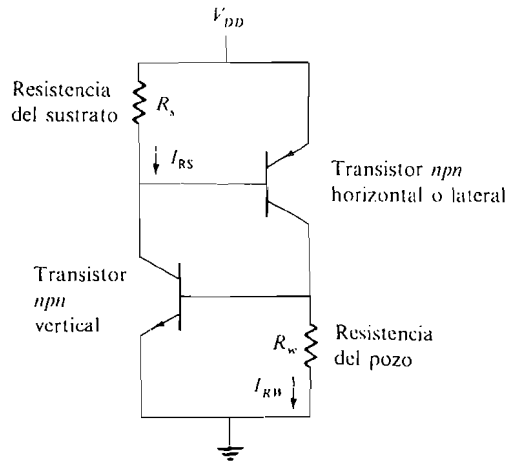 V_DD
Resistencia
del sustrato
R_s
I_RS
Transistor npn
horizontal o lateral
Transistor
npn
vertical
R_w
Resistencia
del pozo
I_RW